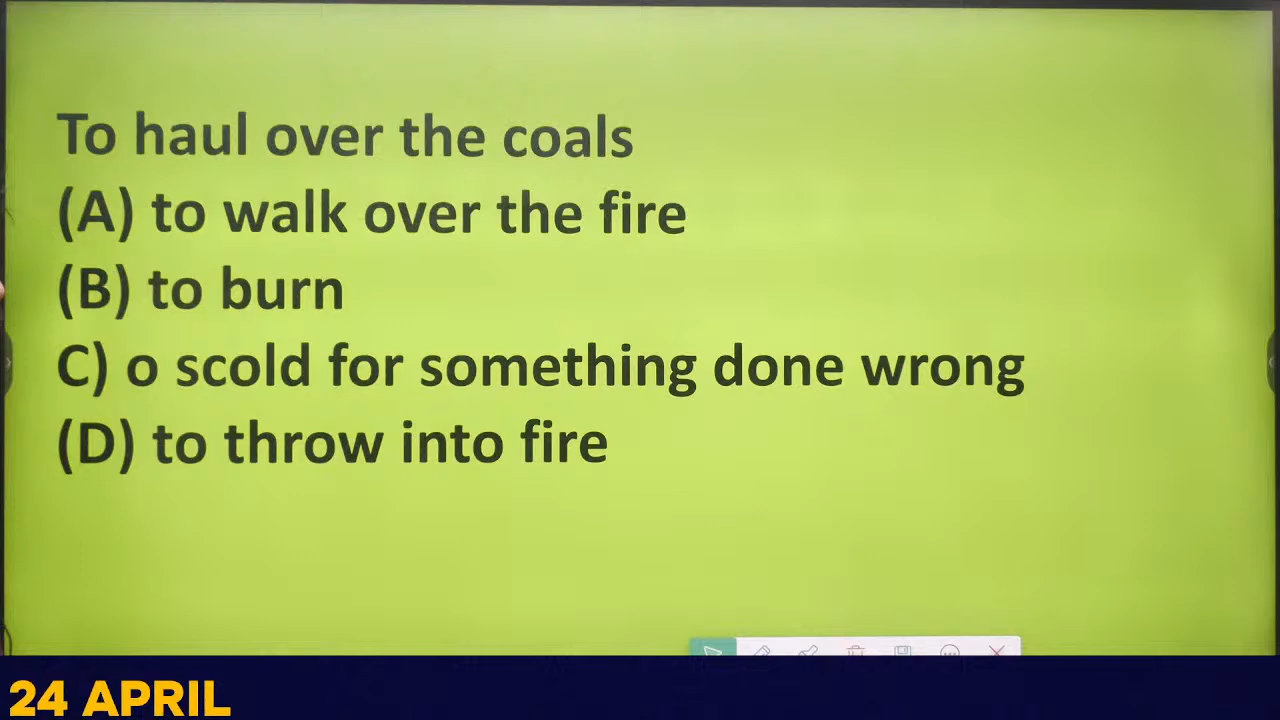 To haul over the coals
(A) to walk over the fire
(B) to burn
C) o scold for something done wrong
(D) to throw into fire
24 APRIL